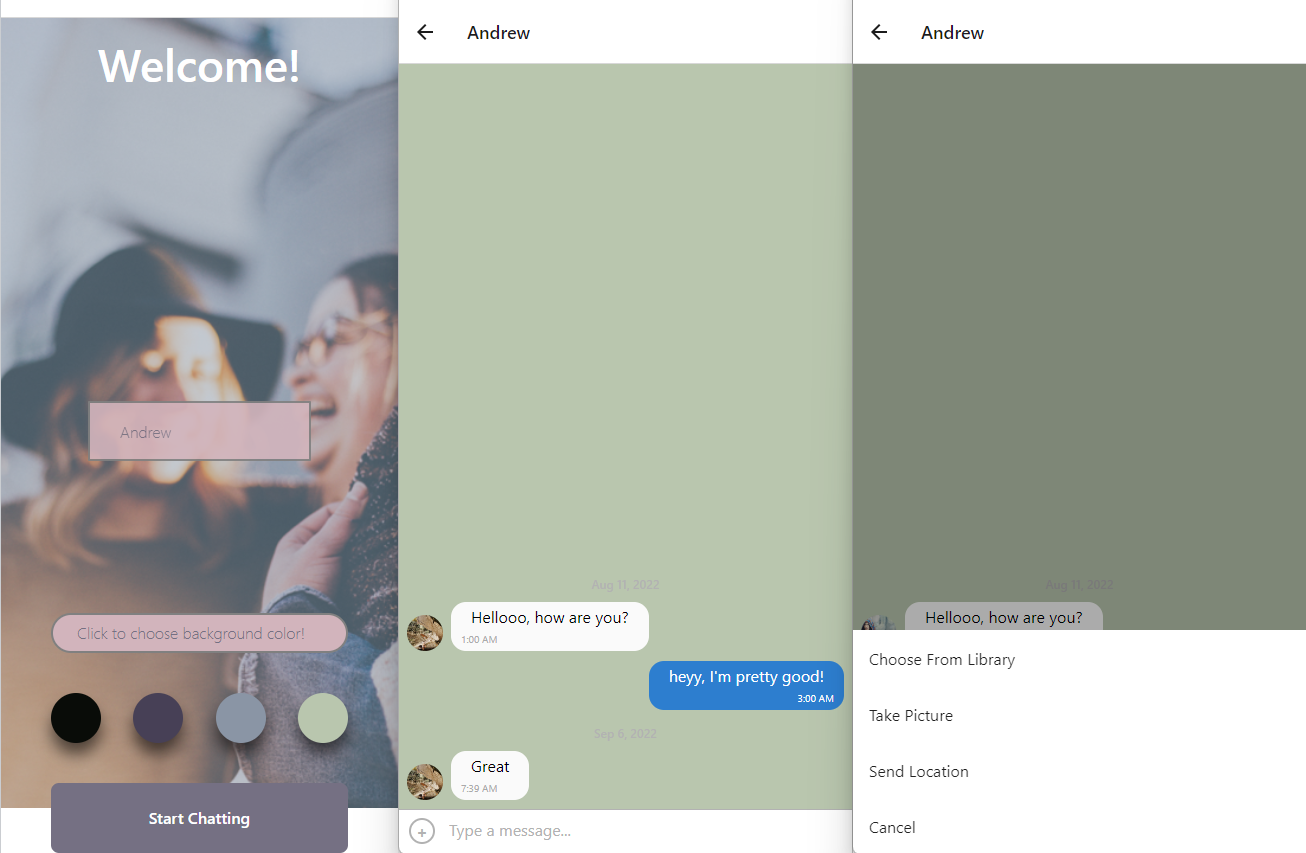 Welcome!
Andrew
Click to choose background color!
Start Chatting
Andrew
Aug 11, 2022
Hellooo, how are you?
1:00 AM
heyy, I'm pretty good!
3:00 AM
Sep 6, 2022
Great
7:39 AM
Type a message...
Andrew
Aug 11, 2022
Hellooo, how are you?
Choose From Library
Take Picture
Send Location
Cancel